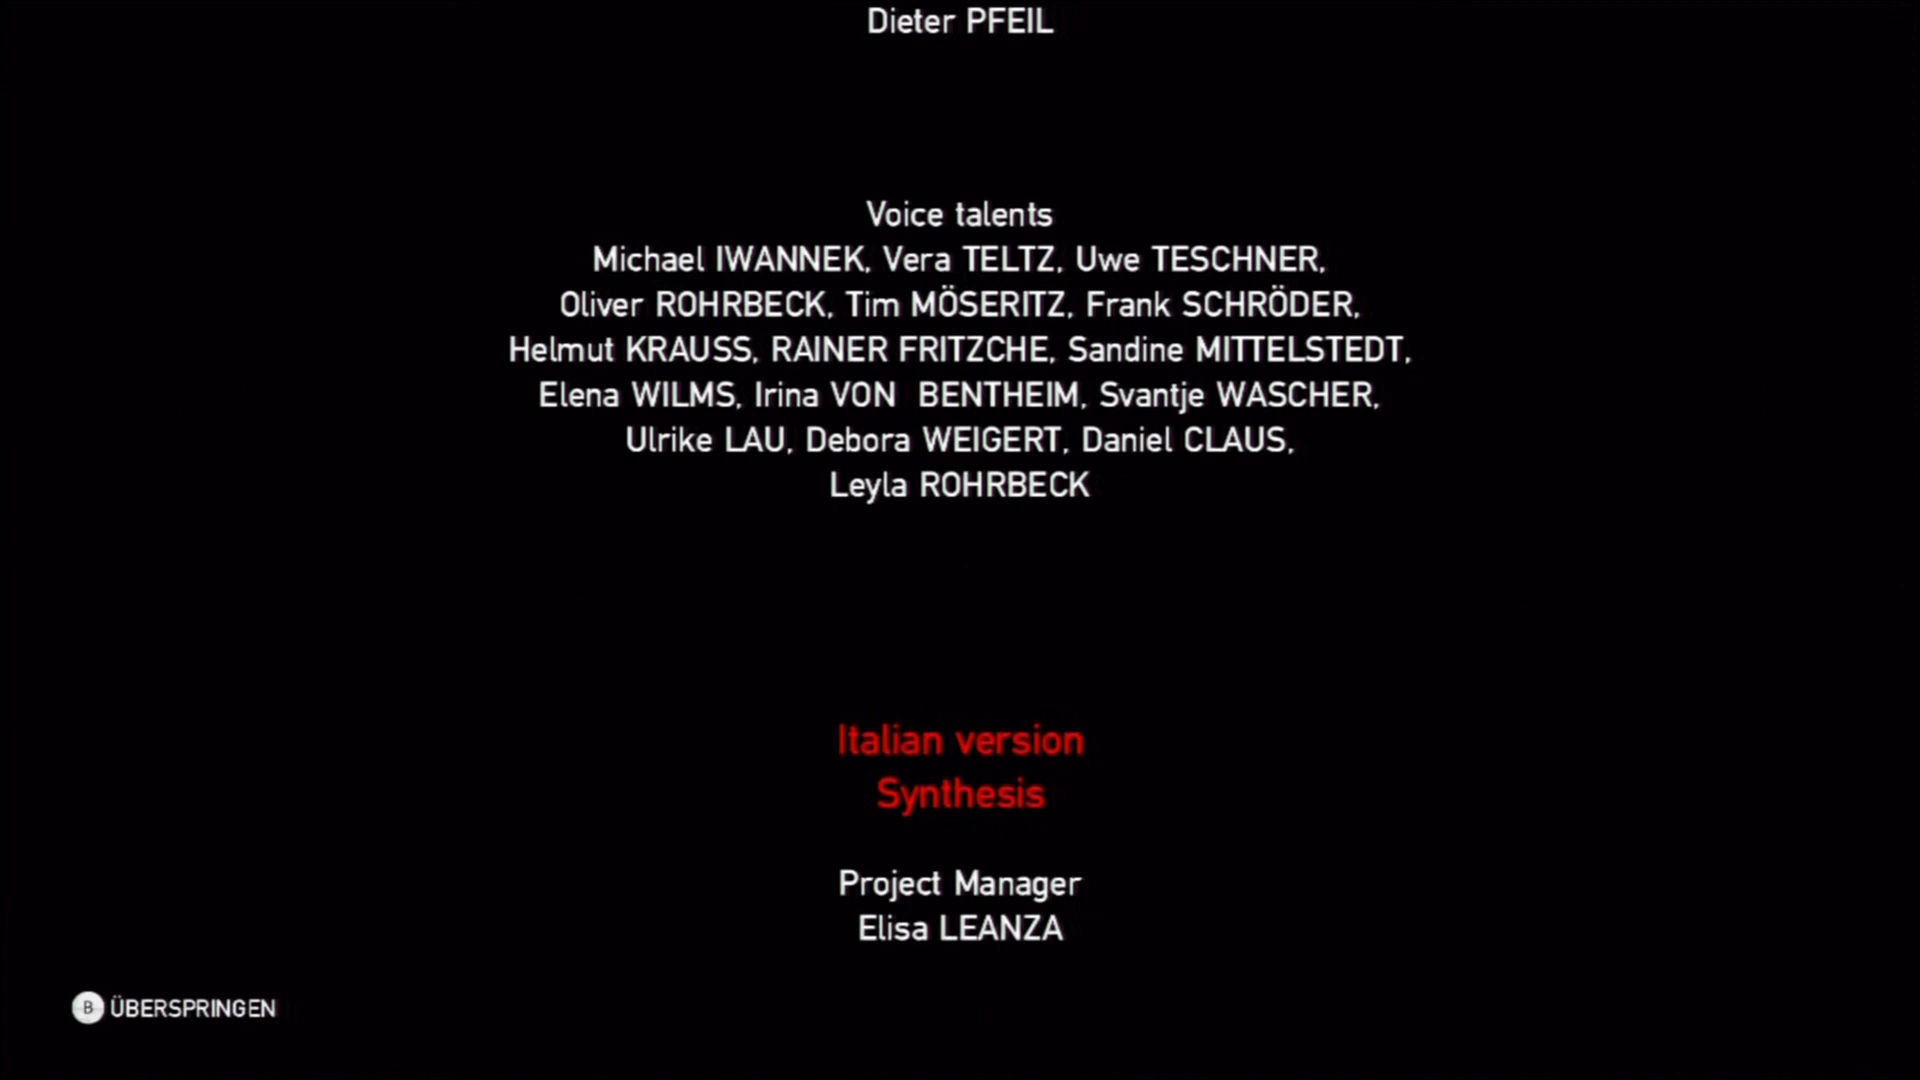 Dieter PFEIL
Voice talents
Michael IWANNEK, Vera TELTZ, Uwe TESCHNER,
Oliver ROHRBECK, Tim MÖSERITZ, Frank SCHRÖDER,
Helmut KRAUSS, RAINER FRITZCHE, Sandine MITTELSTEDT,
Elena WILMS, Irina VON  BENTHEIM, Svantje WASCHER,
Ulrike LAU, Debora WEIGERT, Daniel CLAUS,
Leyla ROHRBECK
Italian version
Synthesis
Project Manager
Elisa LEANZA
B ÜBERSPRINGEN